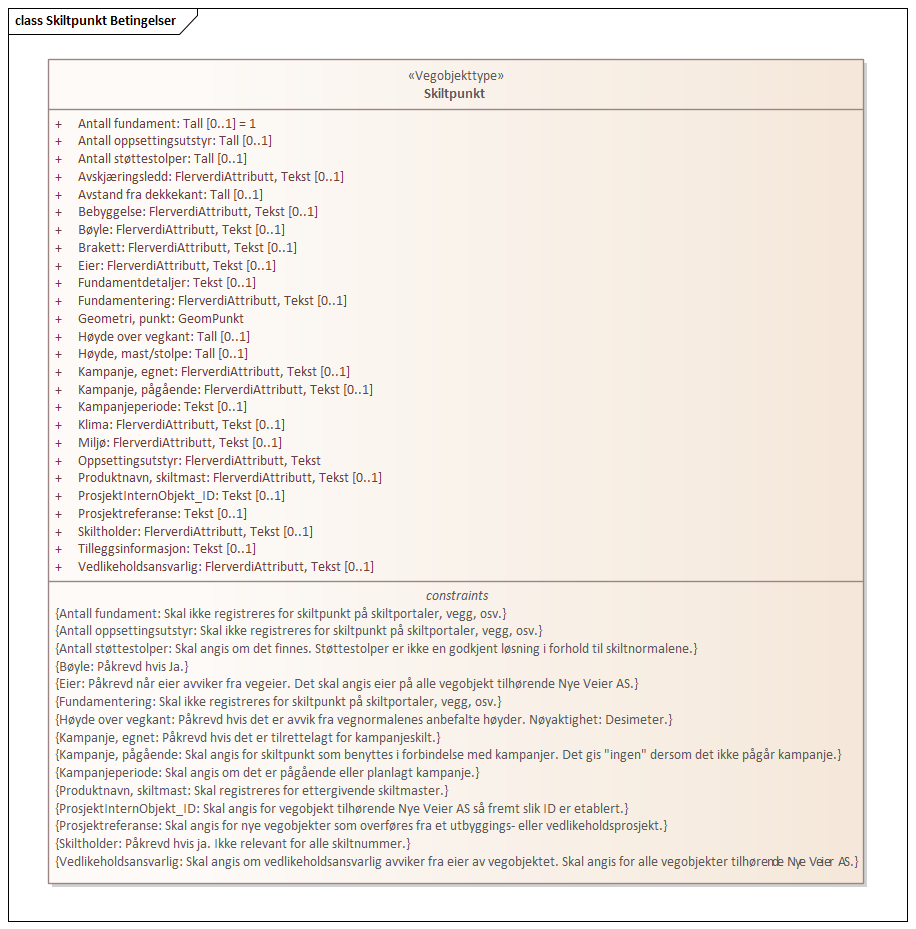 class Skiltpunkt Betingelser
«Vegobjekttype»
Skiltpunkt
+ Antall fundament: Tall [0..1] = 1
+ Antall oppsettingsutstyr: Tall [0..1]
+ Antall støttestolper: Tall [0..1]
+ Avskjæringsledd: FlerverdiAttributt, Tekst [0..1]
+ Avstand fra dekkekant: Tall [0..1]
+ Bebyggelse: FlerverdiAttributt, Tekst [0..1]
+ Bøyle: FlerverdiAttributt, Tekst [0..1]
+ Brakett: FlerverdiAttributt, Tekst [0..1]
+ Eier: FlerverdiAttributt, Tekst [0..1]
+ Fundamentdetaljer: Tekst [0..1]
+ Fundamentering: FlerverdiAttributt, Tekst [0..1]
+ Geometri, punkt: GeomPunkt
+ Høyde over vegkant: Tall [0..1]
+ Høyde, mast/stolpe: Tall [0..1]
+ Kampanje, egnet: FlerverdiAttributt, Tekst [0..1]
+ Kampanje, pågående: FlerverdiAttributt, Tekst [0..1]
+ Kampanjeperiode: Tekst [0..1]
+ Klima: FlerverdiAttributt, Tekst [0..1]
+ Miljø: FlerverdiAttributt, Tekst [0..1]
+ Oppsettingsutstyr: FlerverdiAttributt, Tekst
+ Produktnavn, skiltmast: FlerverdiAttributt, Tekst [0..1]
+ ProsjektInternObjekt_ID: Tekst [0..1]
+ Prosjektreferanse: Tekst [0..1]
+ Skiltholder: FlerverdiAttributt, Tekst [0..1]
+ Tilleggsinformasjon: Tekst [0..1]
+ Vedlikeholdsansvarlig: FlerverdiAttributt, Tekst [0..1]
constraints
{Antall fundament: Skal ikke registreres for skiltpunkt på skiltportaler, vegg, osv.}
{Antall oppsettingsutstyr: Skal ikke registreres for skiltpunkt på skiltportaler, vegg, osv.}
{Antall støttestolper: Skal angis om det finnes. Støttestolper er ikke en godkjent løsning i forhold til skiltnormalene.}
{Bøyle: Påkrevd hvis Ja.}
{Eier: Påkrevd når eier avviker fra vegeier. Det skal angis eier på alle vegobjekt tilhørende Nye Veier AS.}
{Fundamentering: Skal ikke registreres for skiltpunkt på skiltportaler, vegg, osv.}
{Høyde over vegkant: Påkrevd hvis det er avvik fra vegnormalenes anbefalte høyder. Nøyaktighet: Desimeter.}
{Kampanje, egnet: Påkrevd hvis det er tilrettelagt for kampanjeskilt.}
{Kampanje, pågående: Skal angis for skiltpunkt som benyttes i forbindelse med kampanjer. Det gis "ingen" dersom det ikke pågår kampanje.}
{Kampanjeperiode: Skal angis om det er pågående eller planlagt kampanje.}
{Produktnavn, skiltmast: Skal registreres for ettergivende skiltmaster.}
{ProsjektInternObjekt_ID: Skal angis for vegobjekt tilhørende Nye Veier AS så fremt slik ID er etablert.}
{Prosjektreferanse: Skal angis for nye vegobjekter som overføres fra et utbyggings- eller vedlikeholdsprosjekt.}
{Skiltholder: Påkrevd hvis ja. Ikke relevant for alle skiltnummer.}
{Vedlikeholdsansvarlig: Skal angis om vedlikeholdsansvarlig avviker fra eier av vegobjektet. Skal angis for alle vegobjekter tilhørende Nye Veier AS.}